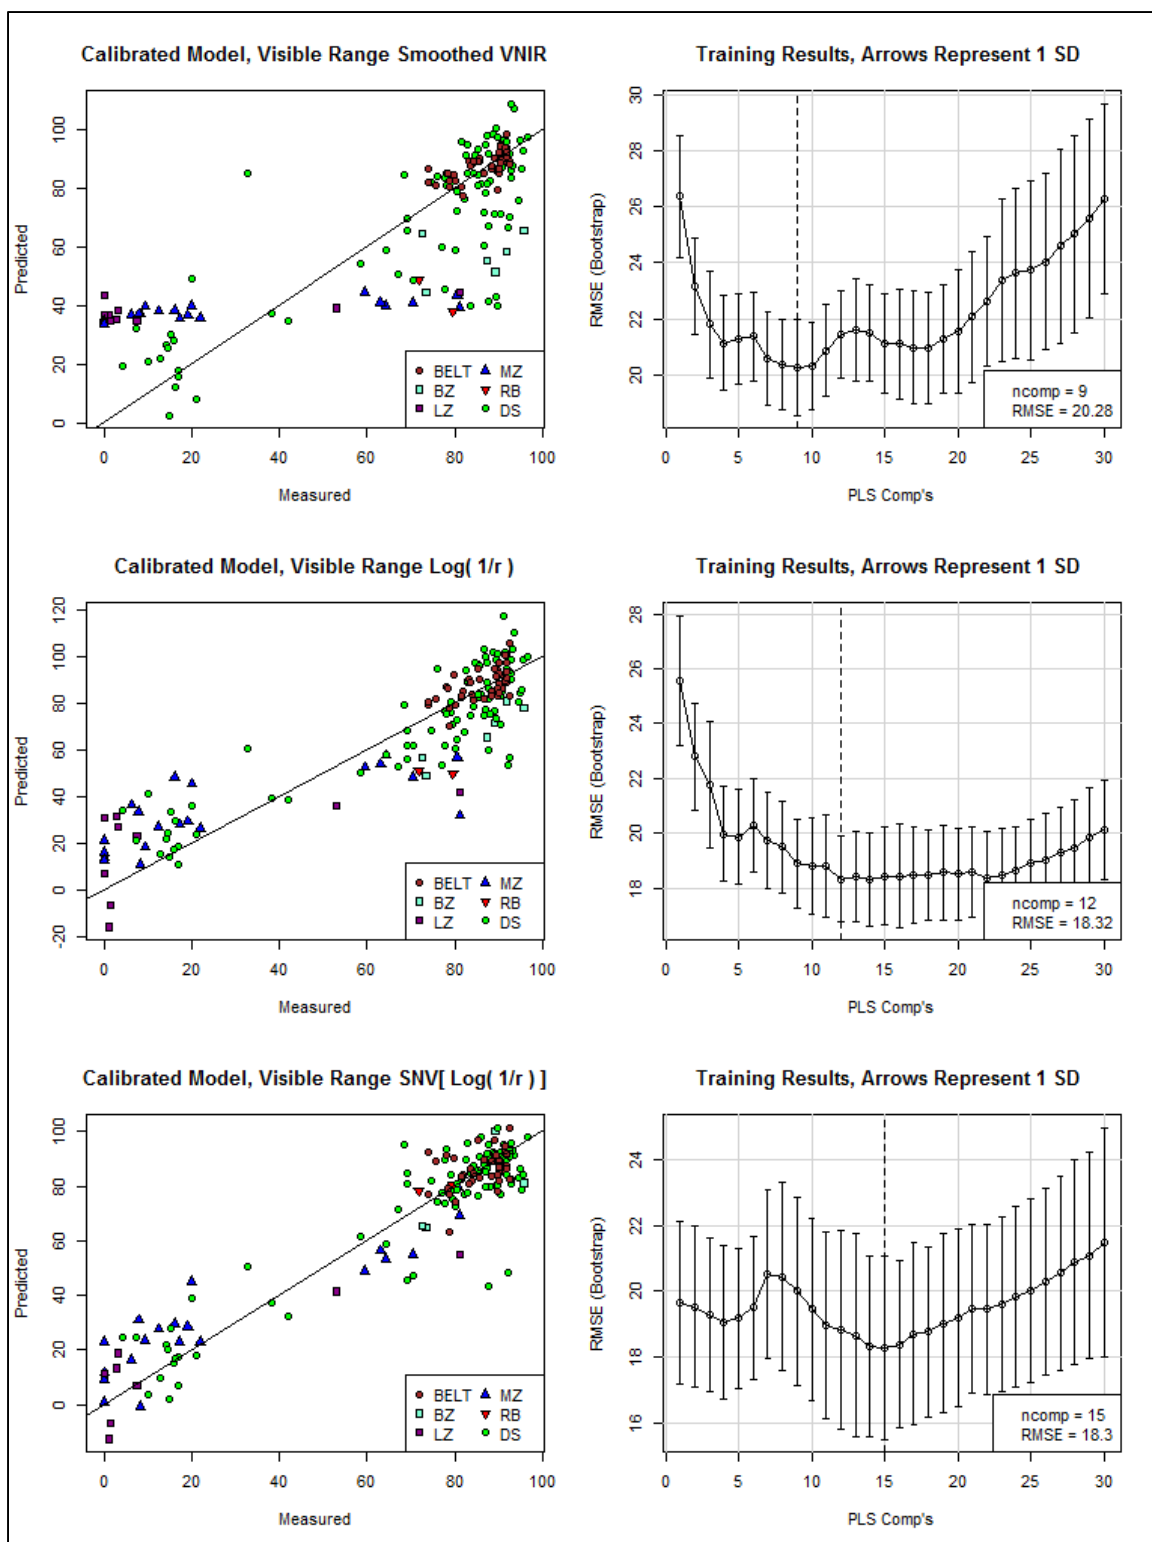 Calibrated Model, Visible Range Smoothed VNIR
Predicted
0 20 40 60 80 100
BELT MZ
BZ RB
LZ DS
0 20 40 60 80 100
Measured
Training Results, Arrows Represent 1 SD
RMSE (Bootstrap)
20 22 24 26 28 30
ncomp = 9
RMSE = 20.28
0 5 10 15 20 25 30
PLS Comp's
Calibrated Model, Visible Range Log( 1/r )
Predicted
-20 0 20 40 60 80 100 120
BELT MZ
BZ RB
LZ DS
0 20 40 60 80 100
Measured
Training Results, Arrows Represent 1 SD
RMSE (Bootstrap)
18 20 22 24 26 28
ncomp = 12
RMSE = 18.32
0 5 10 15 20 25 30
PLS Comp's
Calibrated Model, Visible Range SNV[ Log( 1/r ) ]
Predicted
0 20 40 60 80 100
BELT MZ
BZ RB
LZ DS
0 20 40 60 80 100
Measured
Training Results, Arrows Represent 1 SD
RMSE (Bootstrap)
16 18 20 22 24
ncomp = 15
RMSE = 18.3
0 5 10 15 20 25 30
PLS Comp's